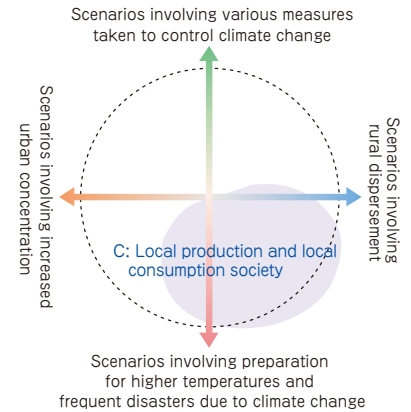 Scenarios involving various measures
taken to control climate change
Scenarios involving increased
urban concentration
Scenarios involving
rural dispersement
C: Local production and local
consumption society
Scenarios involving preparation
for higher temperatures and
frequent disasters due to climate change